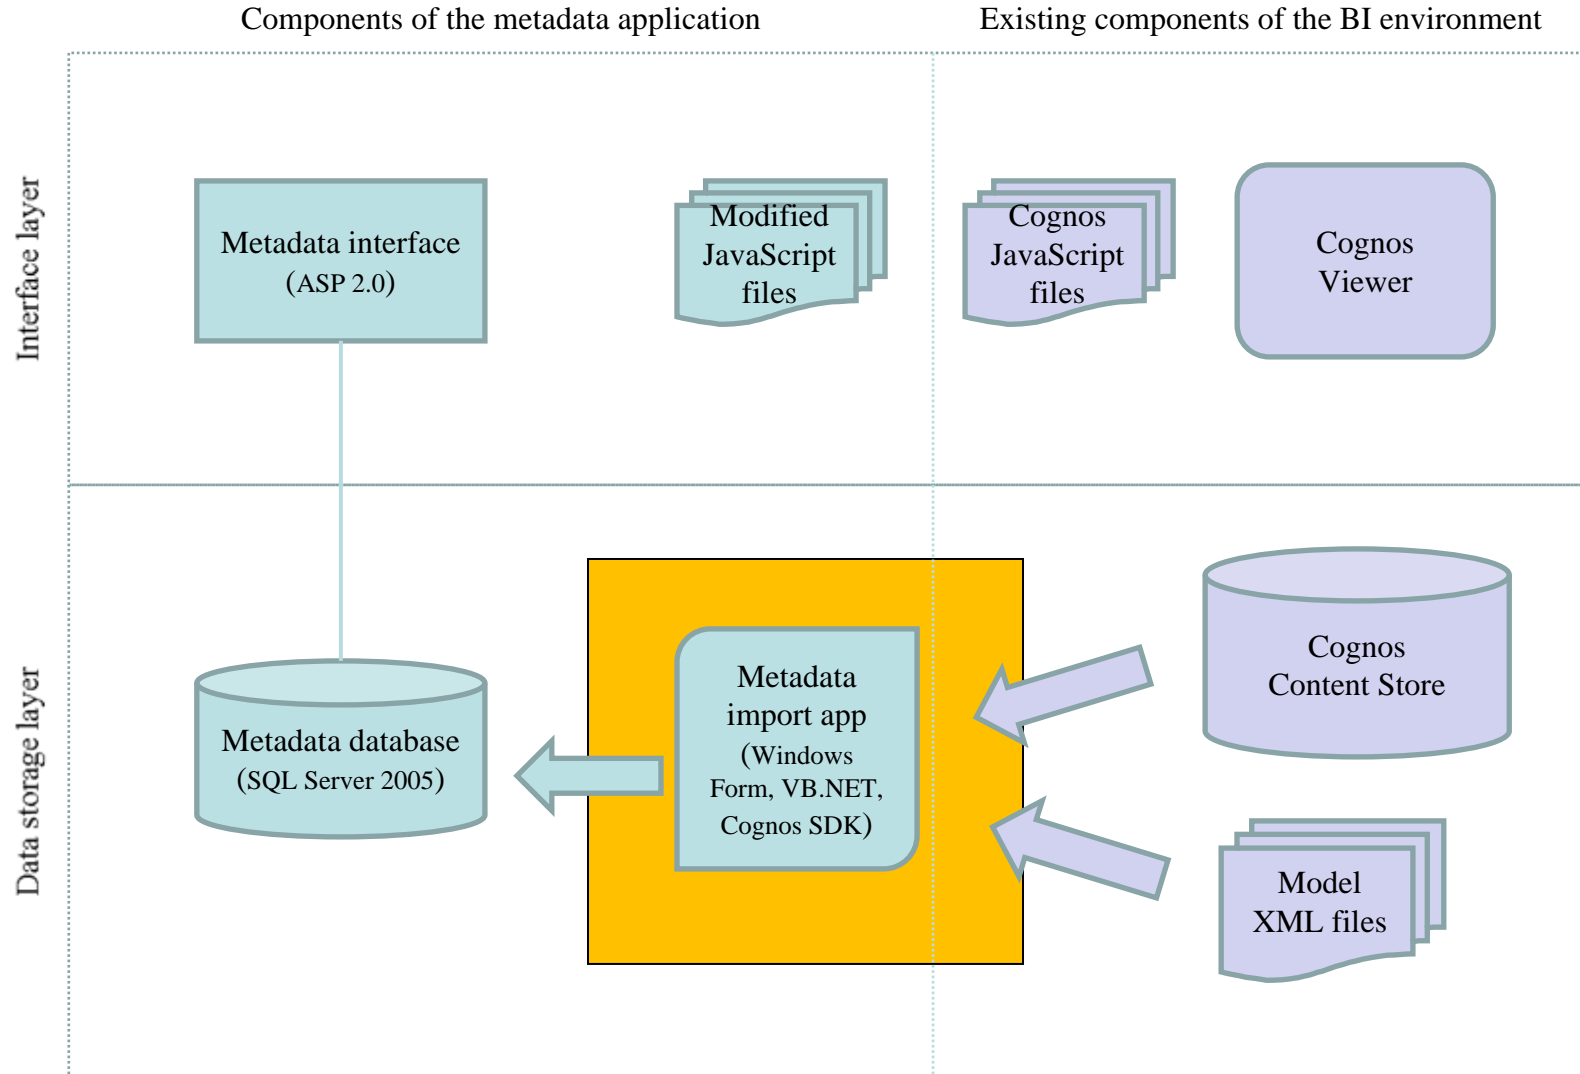 Components of the metadata application
Existing components of the BI environment
Interface layer
Metadata interface
(ASP 2.0)
Modified
JavaScript
files
Cognos
JavaScript
files
Cognos
Viewer
Data storage layer
Metadata database
(SQL Server 2005)
Metadata
import app
(Windows
Form, VB.NET,
Cognos SDK)
Cognos
Content Store
Model
XML files